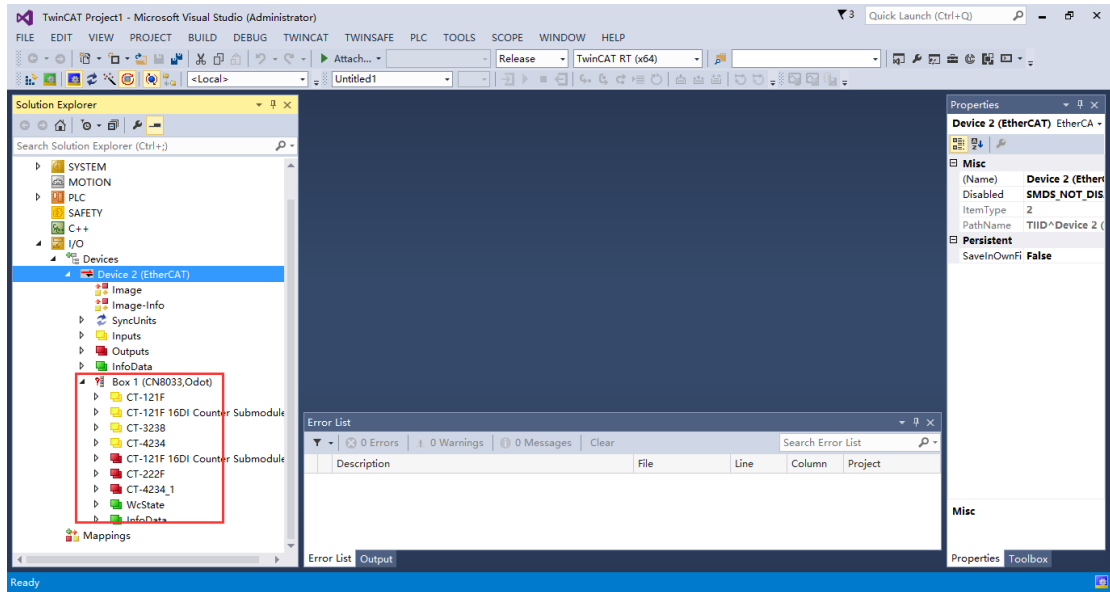 TwinCAT Project1 - Microsoft Visual Studio (Administrator)
3 Quick Launch (Ctrl+Q)
FILE EDIT VIEW PROJECT BUILD DEBUG TWINCAT TWINSAFE PLC TOOLS SCOPE WINDOW HELP
Attach... Release TwinCAT RT (x64)
<Local> Untitled1
Solution Explorer
Search Solution Explorer (Ctrl+;)
SYSTEM
MOTION
PLC
SAFETY
C++
I/O
Devices
Device 2 (EtherCAT)
Image
Image-Info
SyncUnits
Inputs
Outputs
InfoData
Box 1 (CN8033,Odot)
CT-121F
CT-121F 16DI Counter Submodule
CT-3238
CT-4234
CT-121F 16DI Counter Submodule
CT-222F
CT-4234_1
WcState
InfoData
Mappings
Error List
0 Errors 0 Warnings 0 Messages Clear Search Error List
Description File Line Column Project
Error List Output
Properties
Device 2 (EtherCAT) EtherCA
Misc
(Name) Device 2 (Ether
Disabled SMDS_NOT_DIS
ItemType 2
PathName TIID^Device 2 (
Persistent
SaveInOwnFi False
Misc
Properties Toolbox
Ready